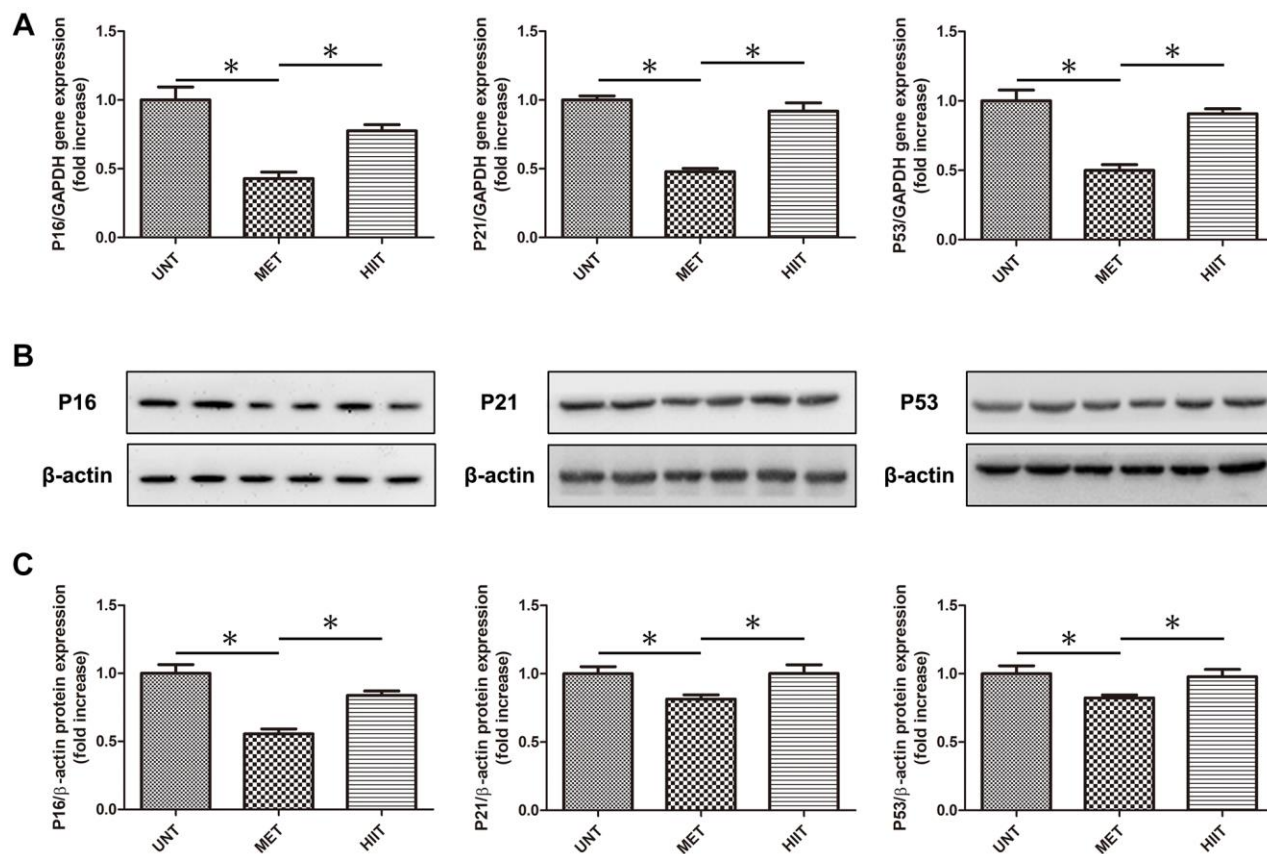 A
P16/GAPDH gene expression
(fold increase)
1.5
1.0
0.5
0.0
*
*
UNT
MET
HIIT
P21/GAPDH gene expression
(fold increase)
1.5
1.0
0.5
0.0
*
*
UNT
MET
HIIT
P53/GAPDH gene expression
(fold increase)
1.5
1.0
0.5
0.0
*
*
UNT
MET
HIIT
B
P16
β-actin
P21
β-actin
P53
β-actin
C
P16/β-actin protein expression
(fold increase)
1.5
1.0
0.5
0.0
*
*
UNT
MET
HIIT
P21/β-actin protein expression
(fold increase)
1.5
1.0
0.5
0.0
*
*
UNT
MET
HIIT
P53/β-actin protein expression
(fold increase)
1.5
1.0
0.5
0.0
*
*
UNT
MET
HIIT